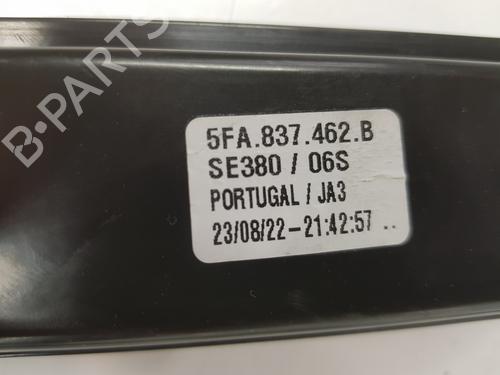 B-PARTS
5FA.837.462.B
SE380 / 06S
PORTUGAL / JA3
23/08/22-21:42:57 ..